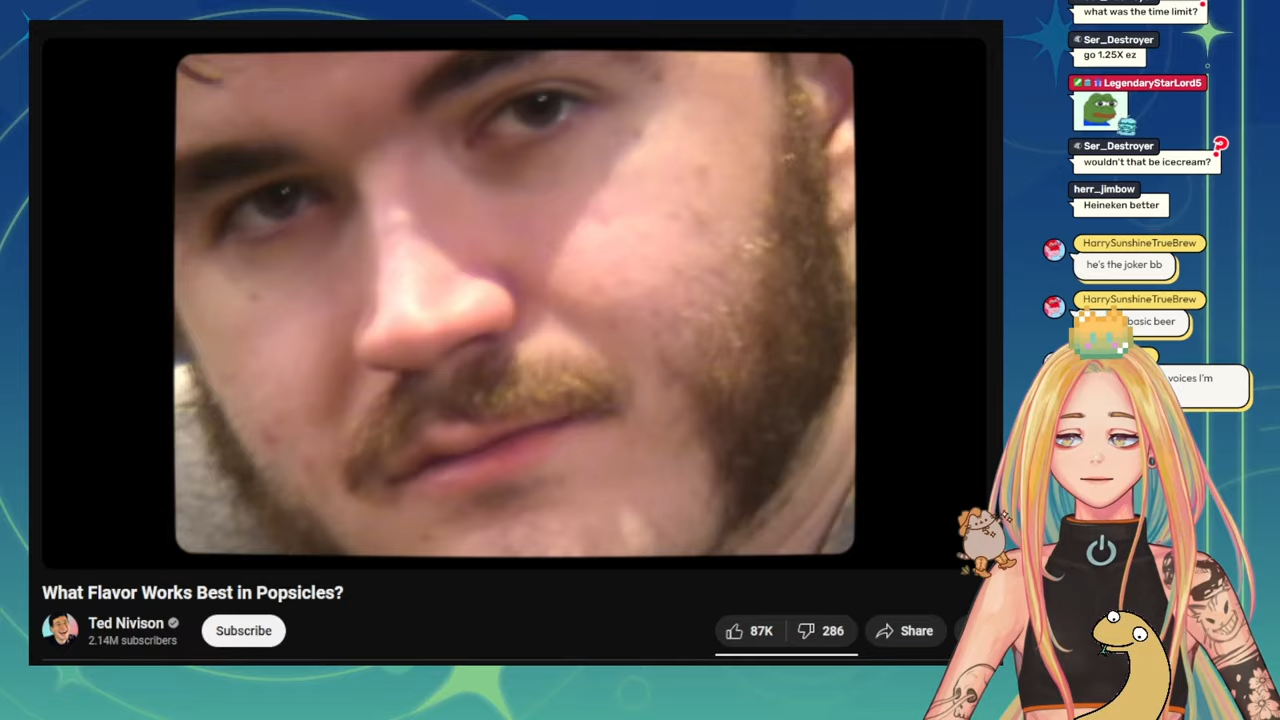 What Flavor Works Best in Popsicles?
Ted Nivison
2.14M subscribers
Subscribe
87K
286
Share
what was the time limit?
Ser_Destroyer
go 1.25X ez
LegendaryStarLord5
Ser_Destroyer
wouldn't that be icecream?
herr_jimbow
Heineken better
HarrySunshineTrueBrew
he's the joker bb
HarrySunshineTrueBrew
basic beer
voices I'm